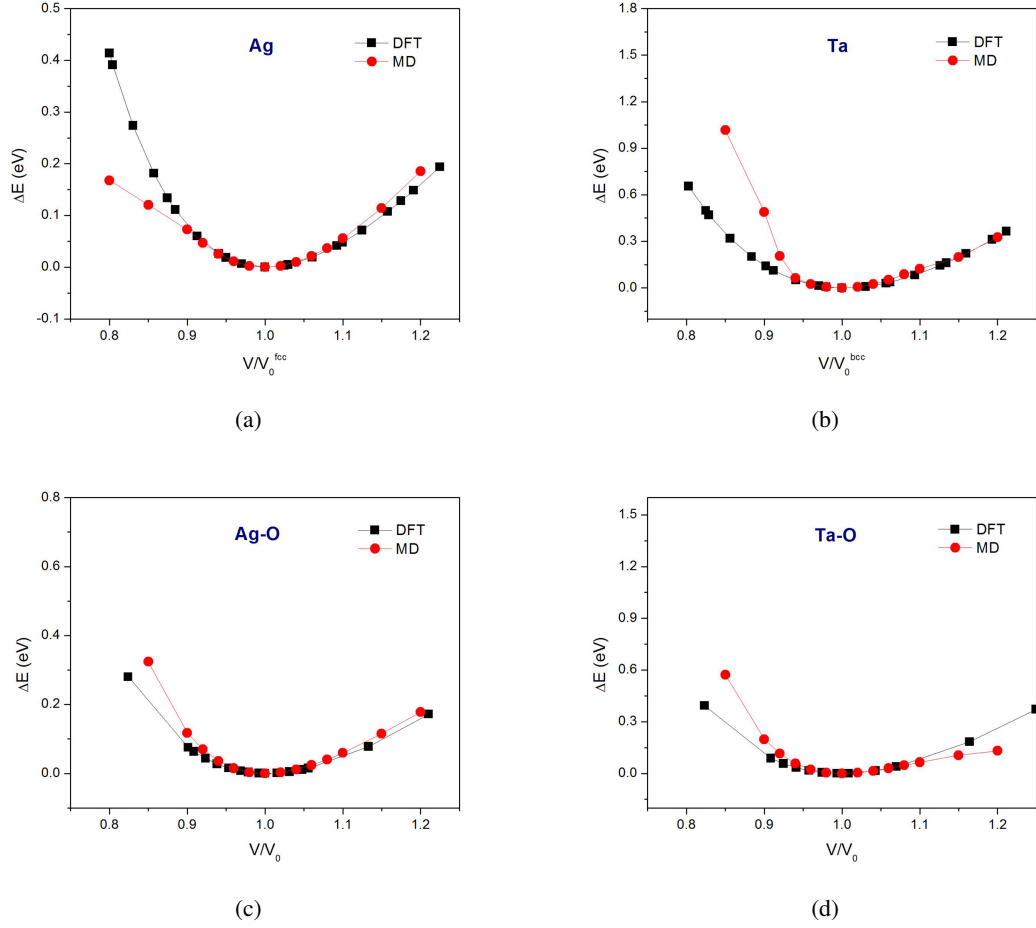 Ag
DFT
MD
0.5
0.4
0.3
0.2
0.1
0.0
-0.1
ΔE (eV)
0.8 0.9 1.0 1.1 1.2
V/V₀ᶠᶜᶜ
(a)
Ta
DFT
MD
1.8
1.5
1.2
0.9
0.6
0.3
0.0
ΔE (eV)
0.8 0.9 1.0 1.1 1.2
V/V₀ᵇᶜᶜ
(b)
Ag-O
DFT
MD
0.8
0.6
0.4
0.2
0.0
ΔE (eV)
0.8 0.9 1.0 1.1 1.2
V/V₀
(c)
Ta-O
DFT
MD
1.5
1.2
0.9
0.6
0.3
0.0
ΔE (eV)
0.8 0.9 1.0 1.1 1.2
V/V₀
(d)